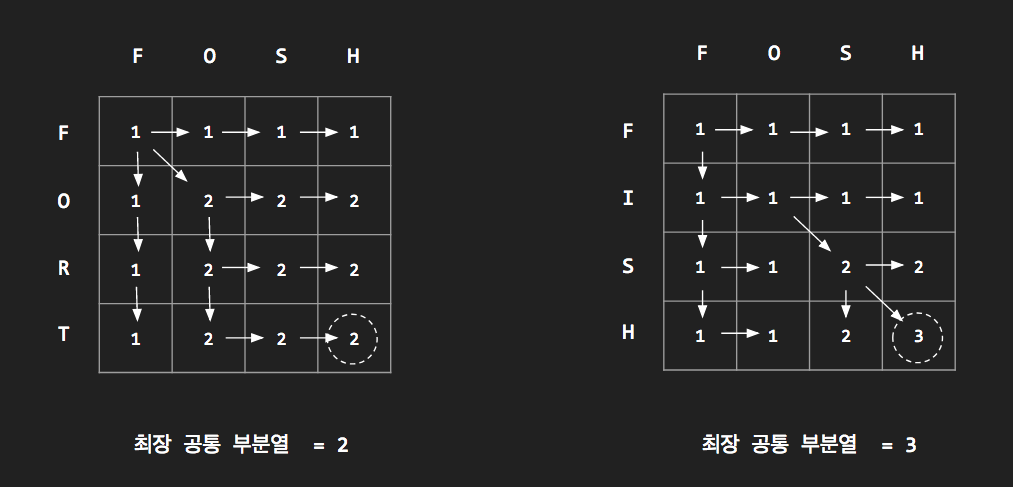 F O S H
F 1 1 1 1
O 1 2 2 2
R 1 2 2 2
T 1 2 2 2
최장 공통 부분열 = 2
F O S H
F 1 1 1 1
I 1 1 1 1
S 1 1 2 2
H 1 1 2 3
최장 공통 부분열 = 3